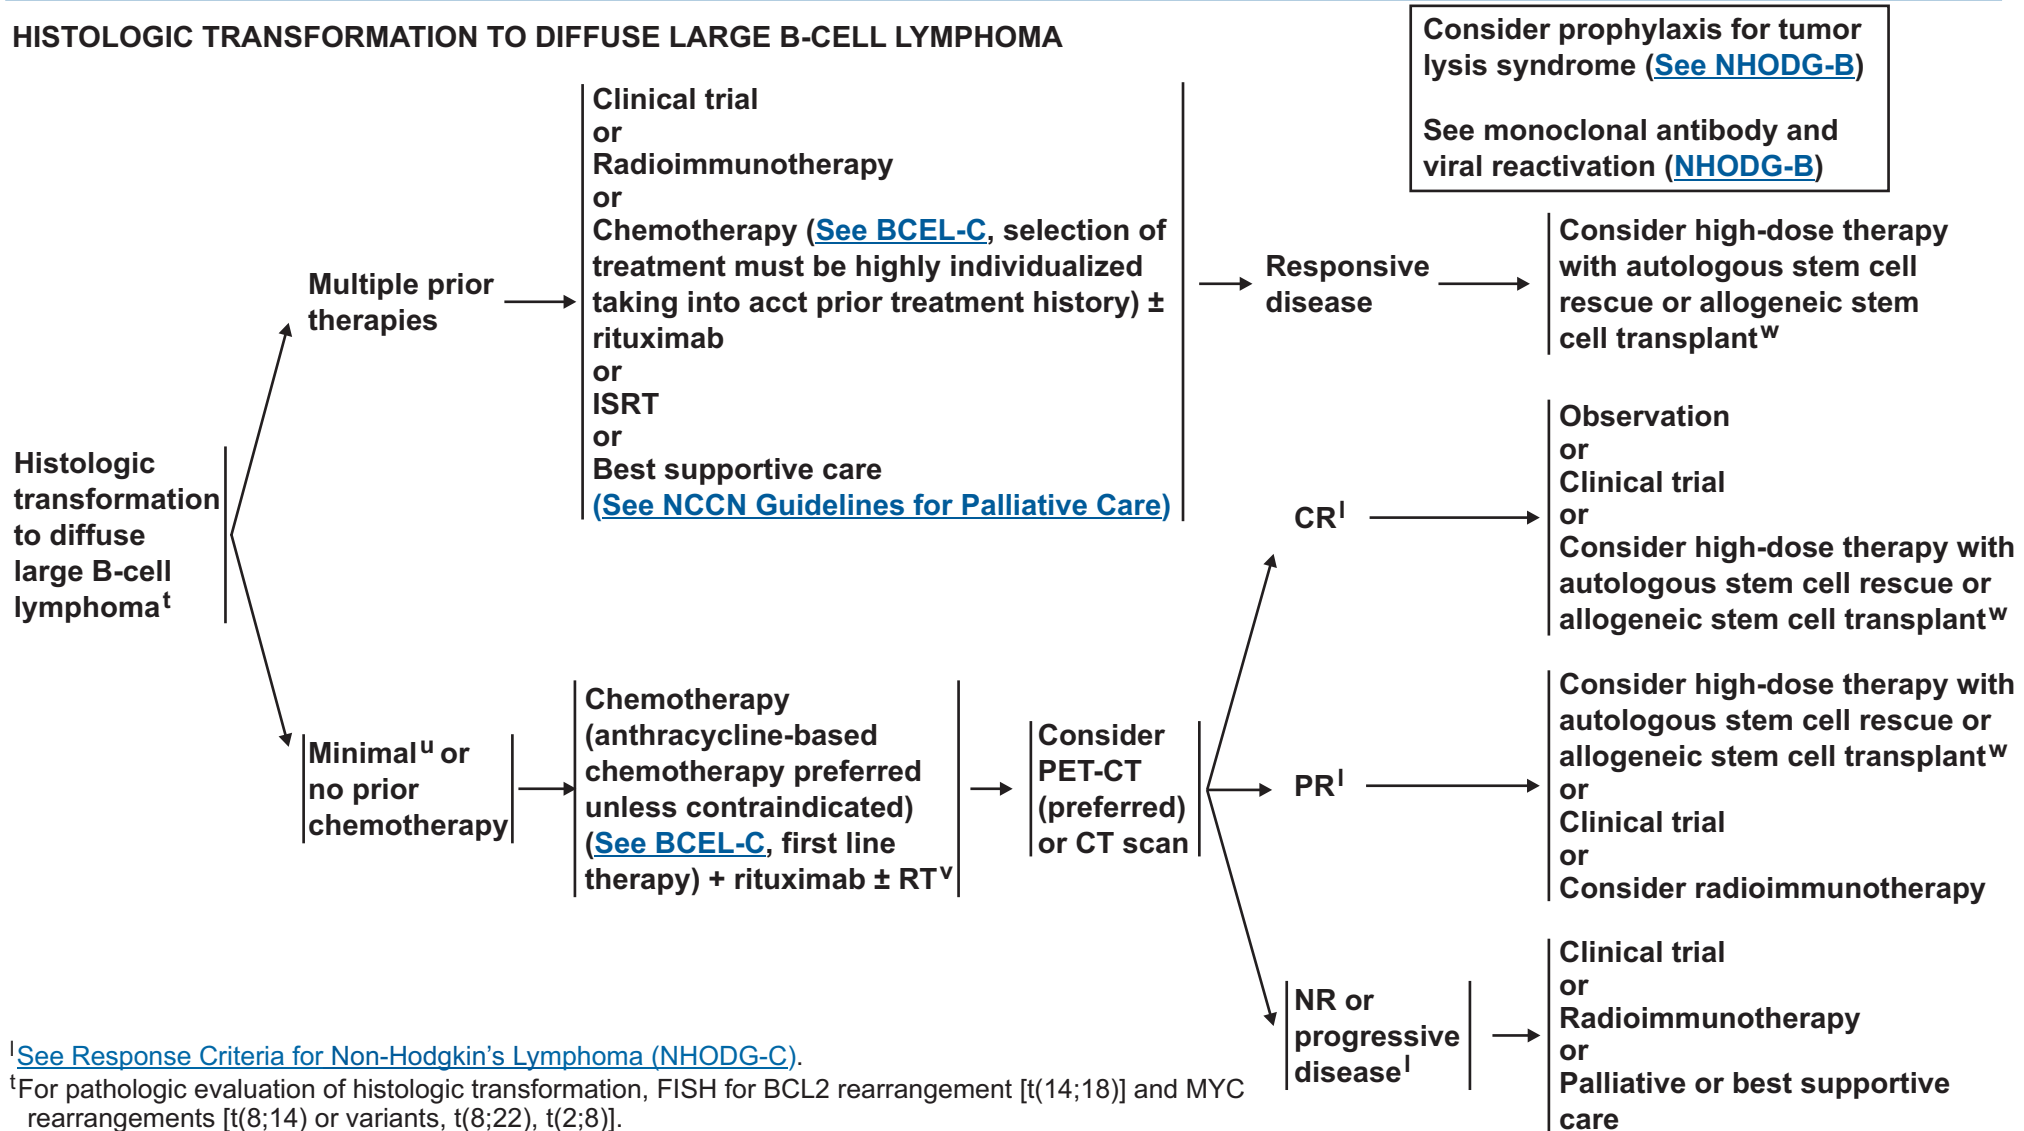 HISTOLOGIC TRANSFORMATION TO DIFFUSE LARGE B-CELL LYMPHOMA
Consider prophylaxis for tumor
lysis syndrome (See NHODG-B)
See monoclonal antibody and
viral reactivation (NHODG-B)
Histologic
transformation
to diffuse
large B-cell
lymphomaᵗ
Multiple prior
therapies
Clinical trial
or
Radioimmunotherapy
or
Chemotherapy (See BCEL-C, selection of
treatment must be highly individualized
taking into acct prior treatment history) ±
rituximab
or
ISRT
or
Best supportive care
(See NCCN Guidelines for Palliative Care)
Responsive
disease
Consider high-dose therapy
with autologous stem cell
rescue or allogeneic stem
cell transplantʷ
Minimalᵘ or
no prior
chemotherapy
Chemotherapy
(anthracycline-based
chemotherapy preferred
unless contraindicated)
(See BCEL-C, first line
therapy) + rituximab ± RTᵛ
Consider
PET-CT
(preferred)
or CT scan
CRˡ
Observation
or
Clinical trial
or
Consider high-dose therapy with
autologous stem cell rescue or
allogeneic stem cell transplantʷ
PRˡ
Consider high-dose therapy with
autologous stem cell rescue or
allogeneic stem cell transplantʷ
or
Clinical trial
or
Consider radioimmunotherapy
NR or
progressive
diseaseˡ
Clinical trial
or
Radioimmunotherapy
or
Palliative or best supportive
care
ˡSee Response Criteria for Non-Hodgkin's Lymphoma (NHODG-C).
ᵗFor pathologic evaluation of histologic transformation, FISH for BCL2 rearrangement [t(14;18)] and MYC
rearrangements [t(8;14) or variants, t(8;22), t(2;8)].